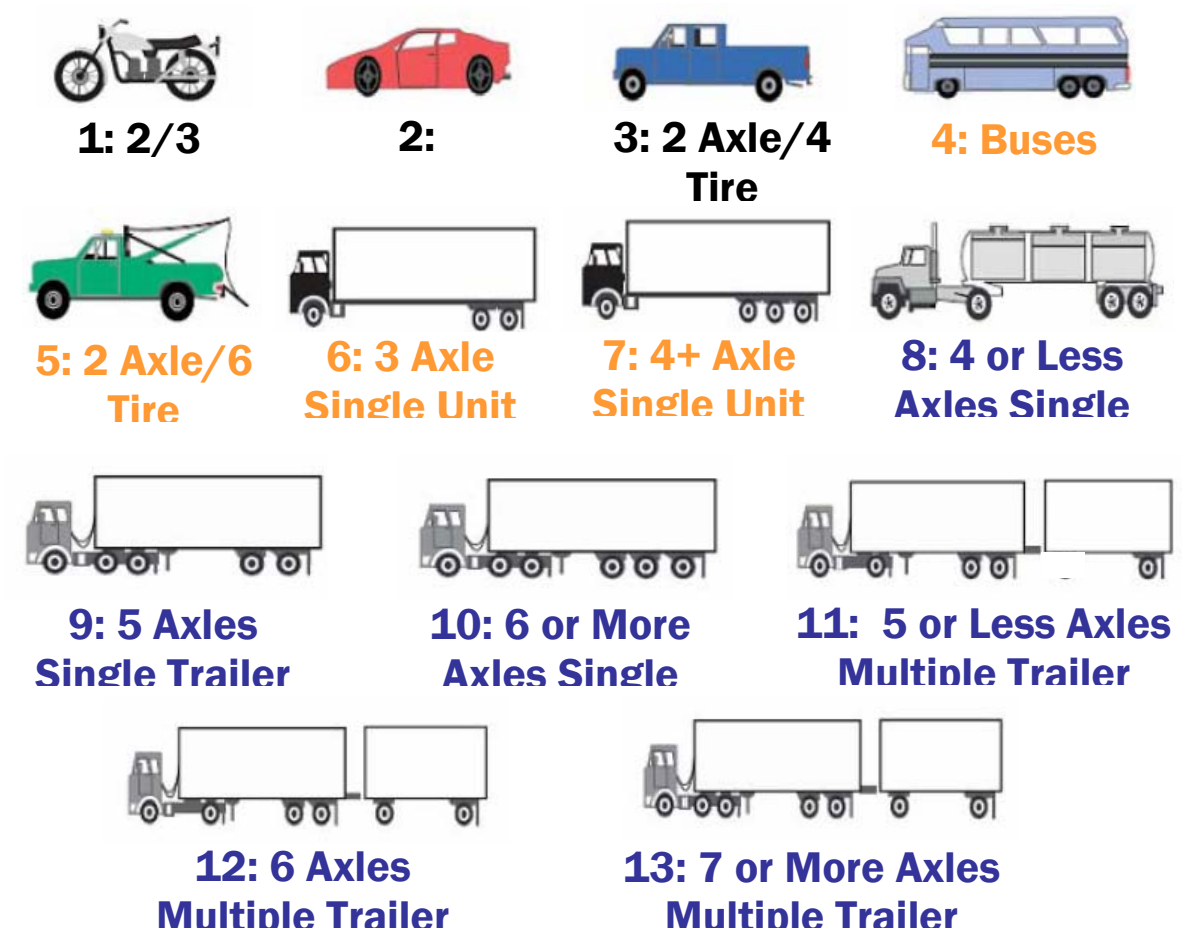 1: 2/3
2:
3: 2 Axle/4
Tire
4: Buses
5: 2 Axle/6
Tire
6: 3 Axle
Single Unit
7: 4+ Axle
Single Unit
8: 4 or Less
Axles Single
9: 5 Axles
Single Trailer
10: 6 or More
Axles Single
11: 5 or Less Axles
Multiple Trailer
12: 6 Axles
Multiple Trailer
13: 7 or More Axles
Multiple Trailer